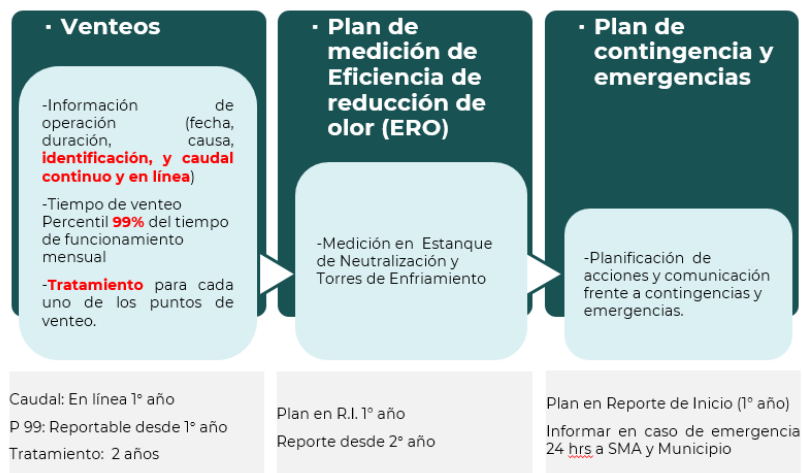 · Venteos
-Información de
operación (fecha,
duración, causa,
identificación, y caudal
continuo y en línea)
-Tiempo de venteo
Percentil 99% del tiempo
de funcionamiento
mensual
-Tratamiento para cada
uno de los puntos de
venteo.
Caudal: En línea 1° año
P 99: Reportable desde 1° año
Tratamiento: 2 años
· Plan de
medición de
Eficiencia de
reducción de
olor (ERO)
-Medición en Estanque
de Neutralización y
Torres de Enfriamiento
Plan en R.I. 1° año
Reporte desde 2° año
· Plan de
contingencia y
emergencias
-Planificación de
acciones y comunicación
frente a contingencias y
emergencias.
Plan en Reporte de Inicio (1° año)
Informar en caso de emergencia
24 hrs a SMA y Municipio